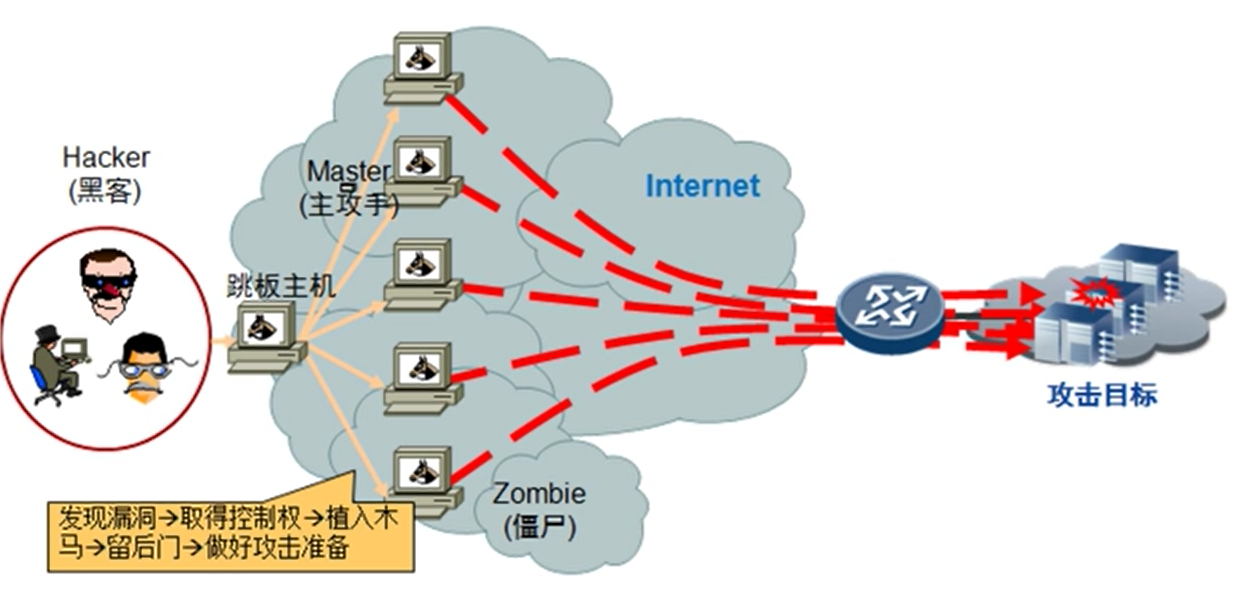 Hacker
(黑客)
Master
(主攻手)
跳板主机
Internet
攻击目标
Zombie
(僵尸)
发现漏洞→取得控制权→植入木
马→留后门→做好攻击准备